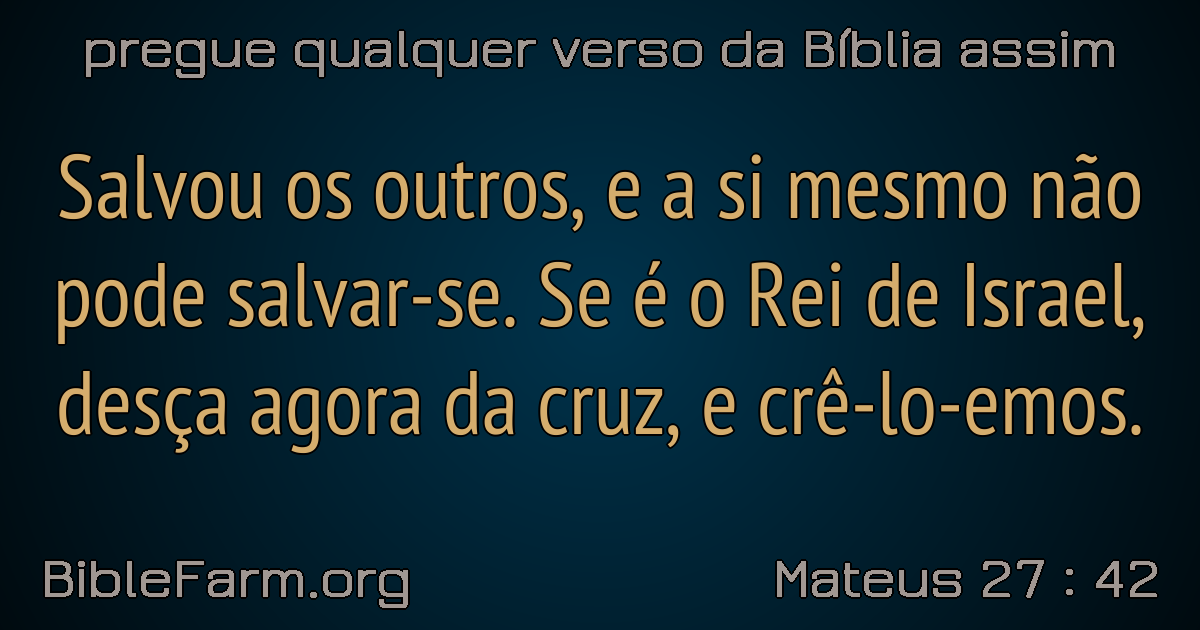 pregue qualquer verso da Bíblia assim
Salvou os outros, e a si mesmo não
pode salvar-se. Se é o Rei de Israel,
desça agora da cruz, e crê-lo-emos.
BibleFarm.org
Mateus 27 : 42